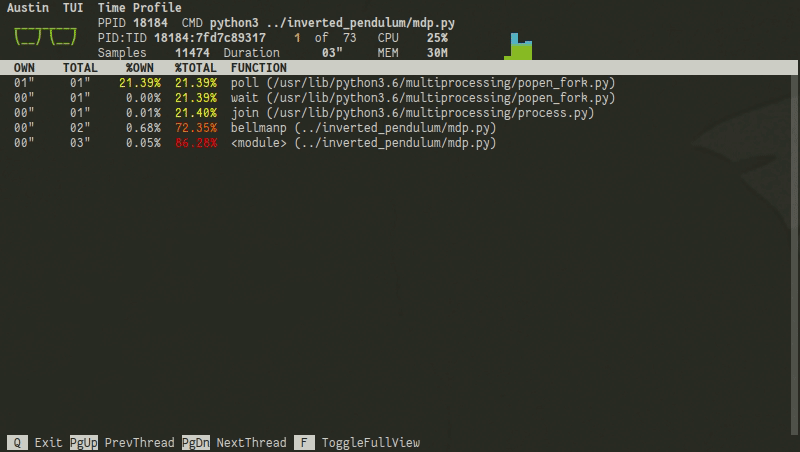 Austin TUI Time Profile
PPID 18184 CMD python3 ../inverted_pendulum/mdp.py
PID:TID 18184:7fd7c89317 1 of 73 CPU 25%
Samples 11474 Duration 03" MEM 30M
OWN TOTAL %OWN %TOTAL FUNCTION
01" 01" 21.39% 21.39% poll (/usr/lib/python3.6/multiprocessing/popen_fork.py)
00" 01" 0.00% 21.39% wait (/usr/lib/python3.6/multiprocessing/popen_fork.py)
00" 01" 0.01% 21.40% join (/usr/lib/python3.6/multiprocessing/process.py)
00" 02" 0.68% 72.35% bellmanp (../inverted_pendulum/mdp.py)
00" 03" 0.05% 86.28% <module> (../inverted_pendulum/mdp.py)
Q Exit PgUp PrevThread PgDn NextThread F ToggleFullView